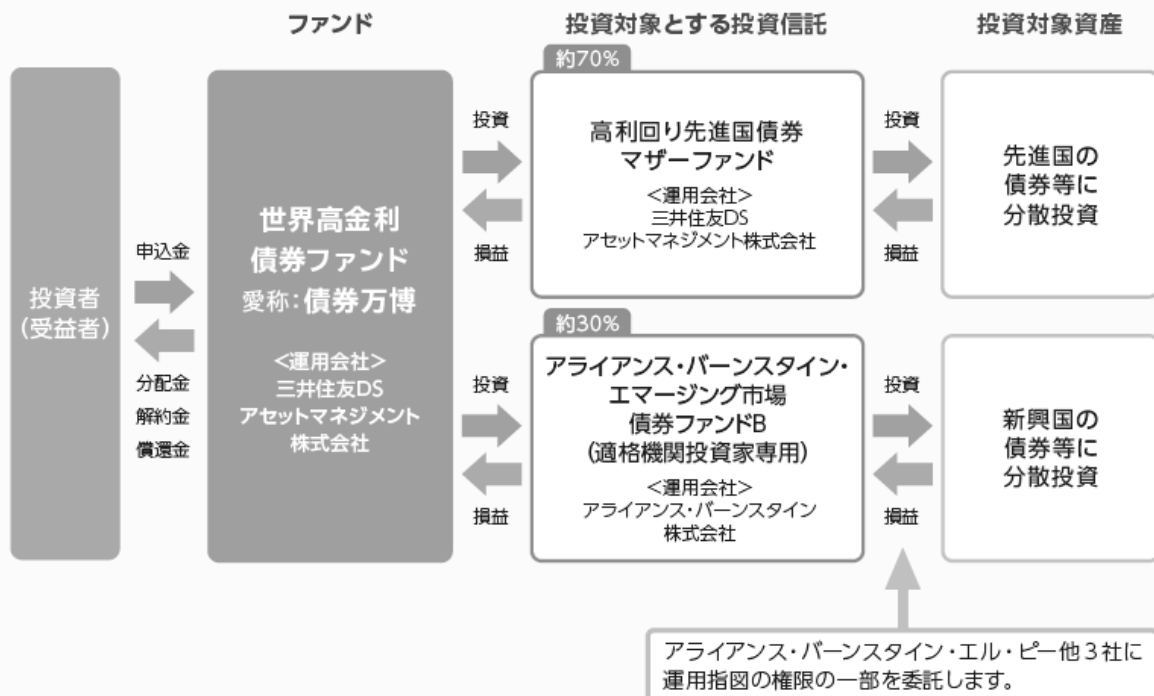 ファンド
投資対象とする投資信託
投資対象資産
投資者
(受益者)
申込金
分配金
解約金
償還金
世界高金利
債券ファンド
愛称:債券万博
<運用会社>
三井住友DS
アセットマネジメント
株式会社
投資
損益
約70%
高利回り先進国債券
マザーファンド
<運用会社>
三井住友DS
アセットマネジメント株式会社
投資
損益
先進国の
債券等に
分散投資
投資
損益
約30%
アライアンス・バーンスタイン・
エマージング市場
債券ファンドB
(適格機関投資家専用)
<運用会社>
アライアンス・バーンスタイン
株式会社
投資
損益
新興国の
債券等に
分散投資
アライアンス・バーンスタイン・エル・ピー他3社に
運用指図の権限の一部を委託します。